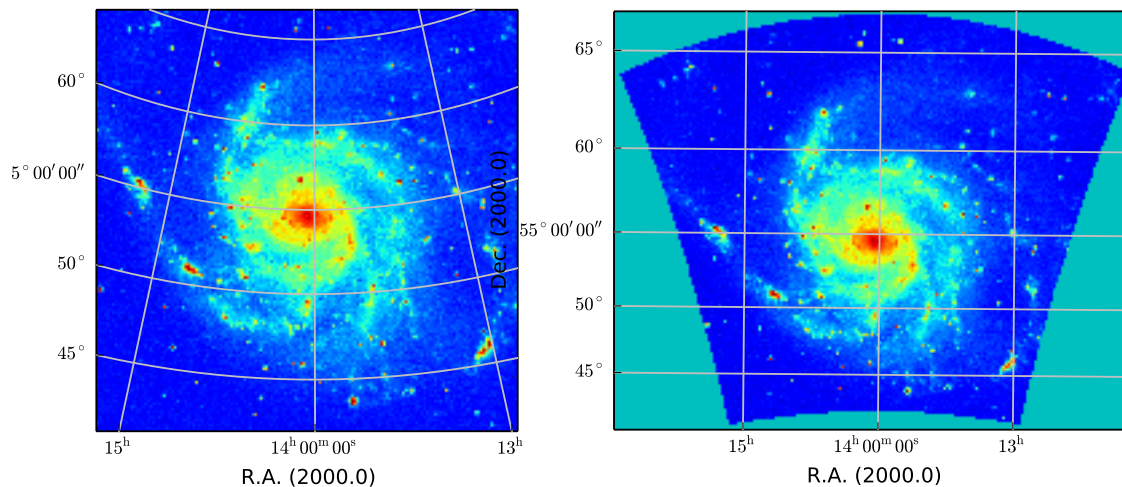 60°
5°00′00″
50°
45°
15ʰ
14ʰ00ᵐ00ˢ
13ʰ
R.A. (2000.0)
Dec. (2000.0)
65°
60°
55°00′00″
50°
45°
15ʰ
14ʰ00ᵐ00ˢ
13ʰ
R.A. (2000.0)